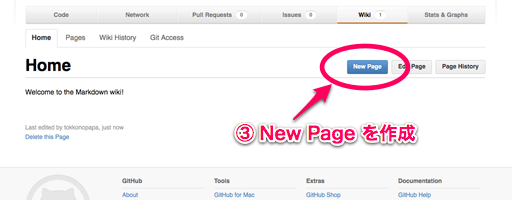 Code Network Pull Requests 0 Issues 0 Wiki 1 Stats & Graphs
Home Pages Wiki History Git Access
Home New Page Edit Page Page History
Welcome to the Markdown wiki!
Last edited by tokkonopapa, just now
Delete this Page
③ New Page を作成
GitHub Tools Extras Documentation
About GitHub for Mac GitHub Shop GitHub Help